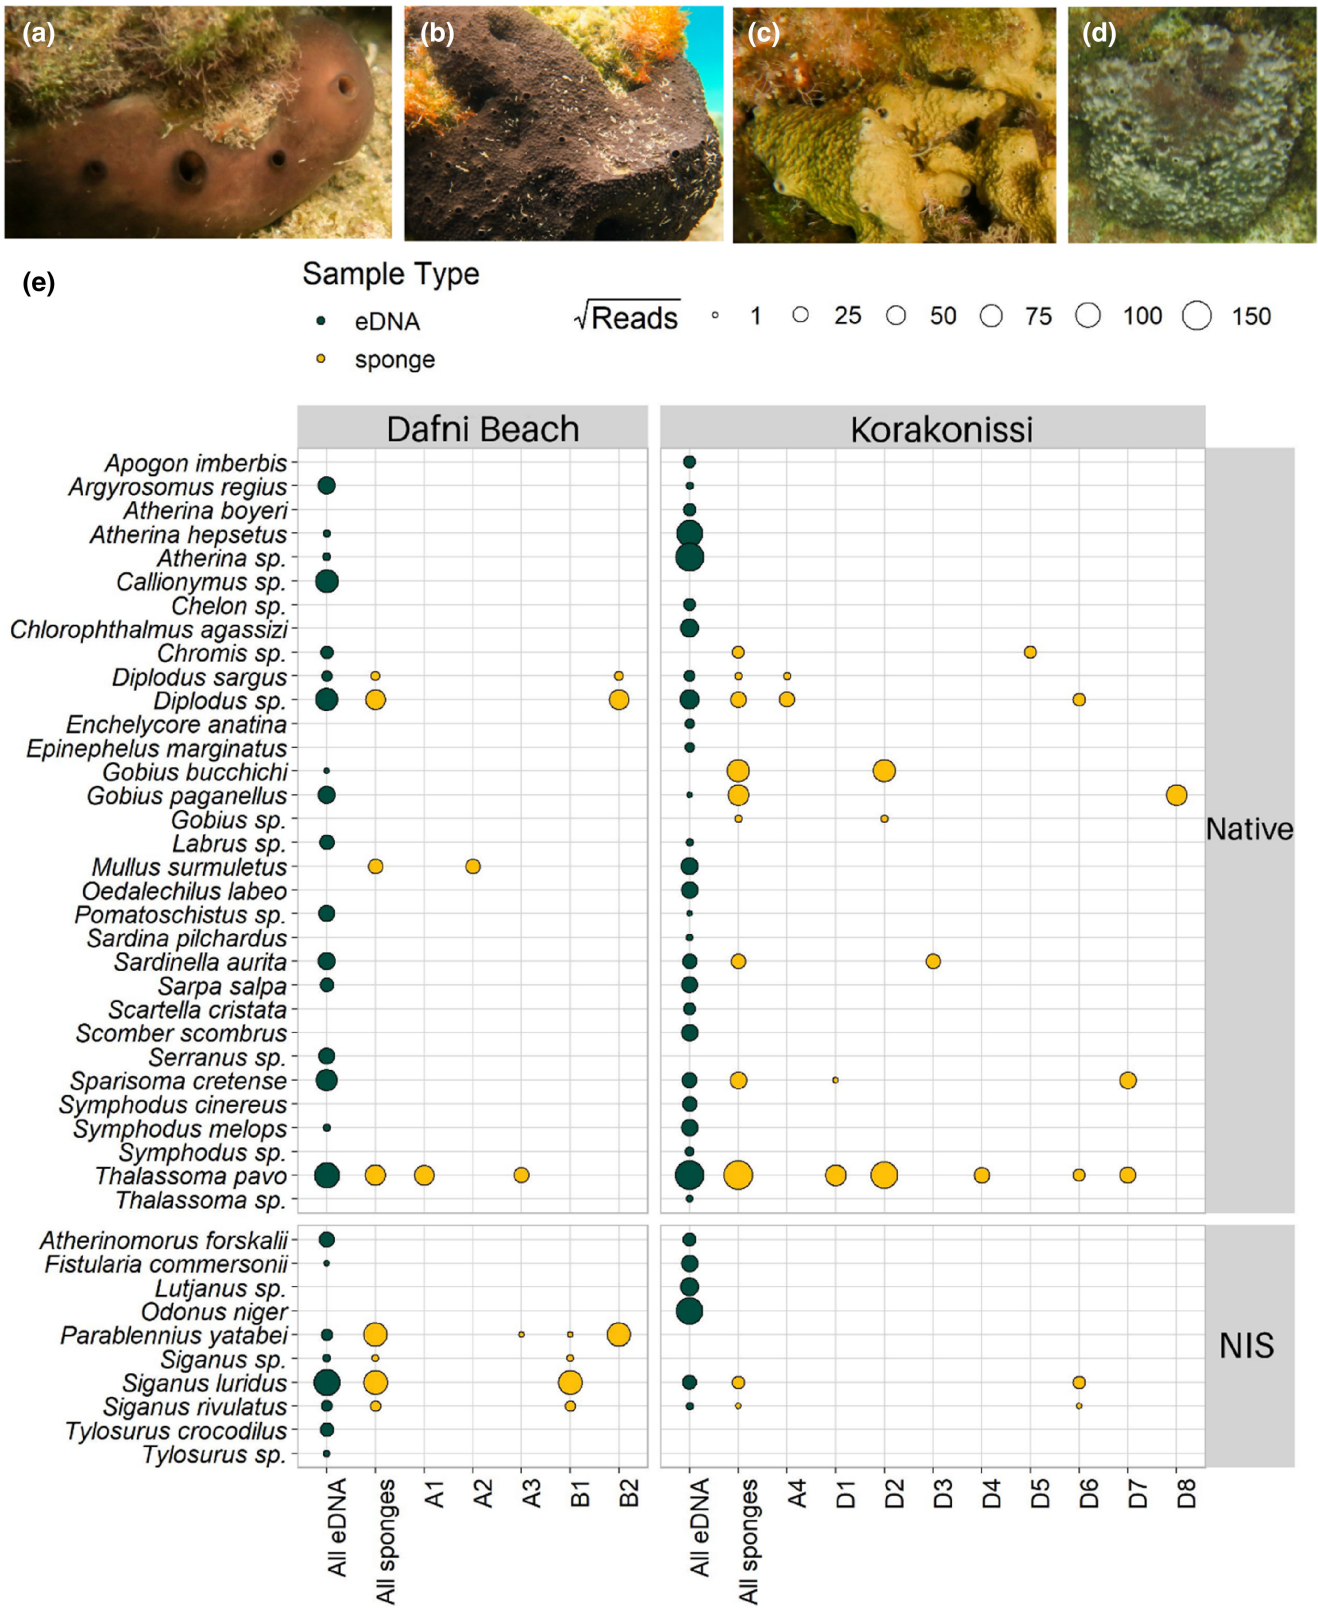 (a) (b) (c) (d)
(e)
Sample Type
eDNA
sponge
√Reads 1 25 50 75 100 150
Dafni Beach Korakonissi
Apogon imberbis
Argyrosomus regius
Atherina boyeri
Atherina hepsetus
Atherina sp.
Callionymus sp.
Chelon sp.
Chlorophthalmus agassizi
Chromis sp.
Diplodus sargus
Diplodus sp.
Enchelycore anatina
Epinephelus marginatus
Gobius bucchichi
Gobius paganellus
Gobius sp.
Labrus sp.
Mullus surmuletus
Oedalechilus labeo
Pomatoschistus sp.
Sardina pilchardus
Sardinella aurita
Sarpa salpa
Scartella cristata
Scomber scombrus
Serranus sp.
Sparisoma cretense
Symphodus cinereus
Symphodus melops
Symphodus sp.
Thalassoma pavo
Thalassoma sp.
Native
Atherinomorus forskalii
Fistularia commersonii
Lutjanus sp.
Odonus niger
Parablennius yatabei
Siganus sp.
Siganus luridus
Siganus rivulatus
Tylosurus crocodilus
Tylosurus sp.
NIS
All eDNA
All sponges
A1
A2
A3
B1
B2
All eDNA
All sponges
A4
D1
D2
D3
D4
D5
D6
D7
D8